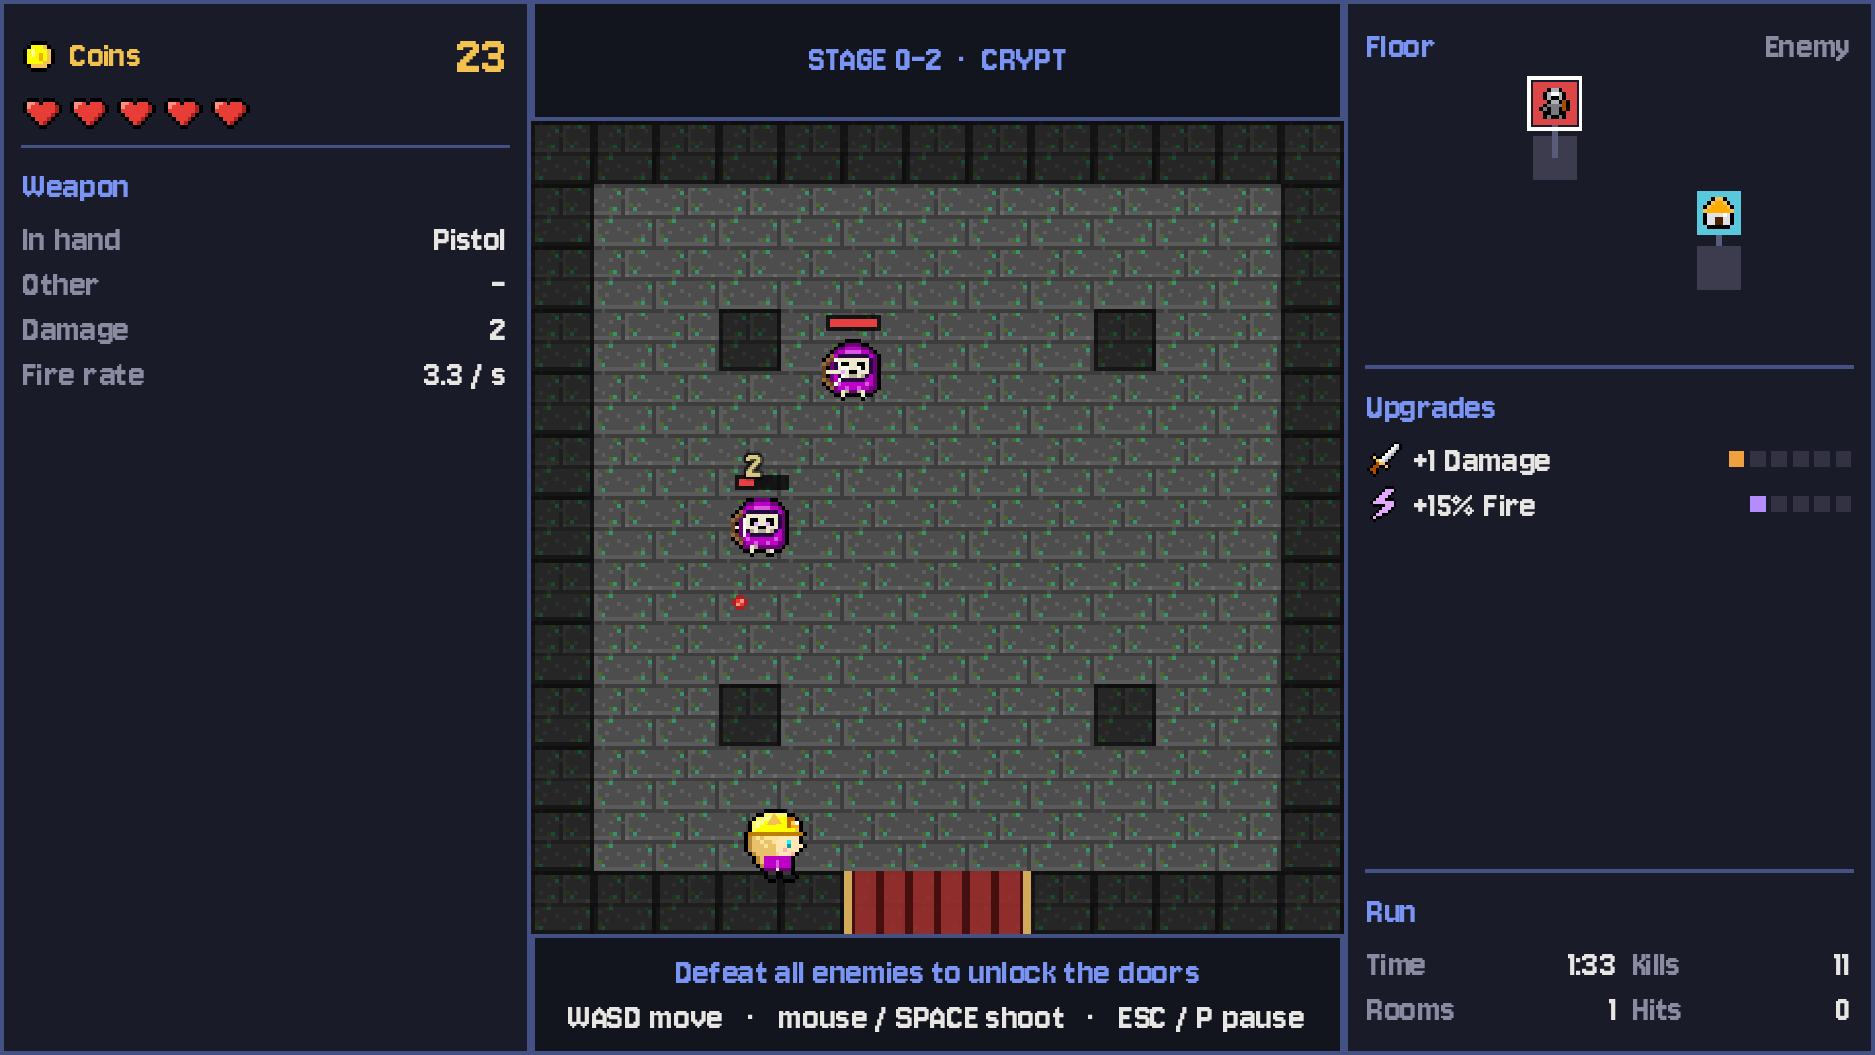 Coins 23
Weapon
In hand Pistol
Other -
Damage 2
Fire rate 3.3 / s
STAGE 0-2 · CRYPT
2
Defeat all enemies to unlock the doors
WASD move · mouse / SPACE shoot · ESC / P pause
Floor Enemy
Upgrades
+1 Damage
+15% Fire
Run
Time 1:33 Kills 11
Rooms 1 Hits 0